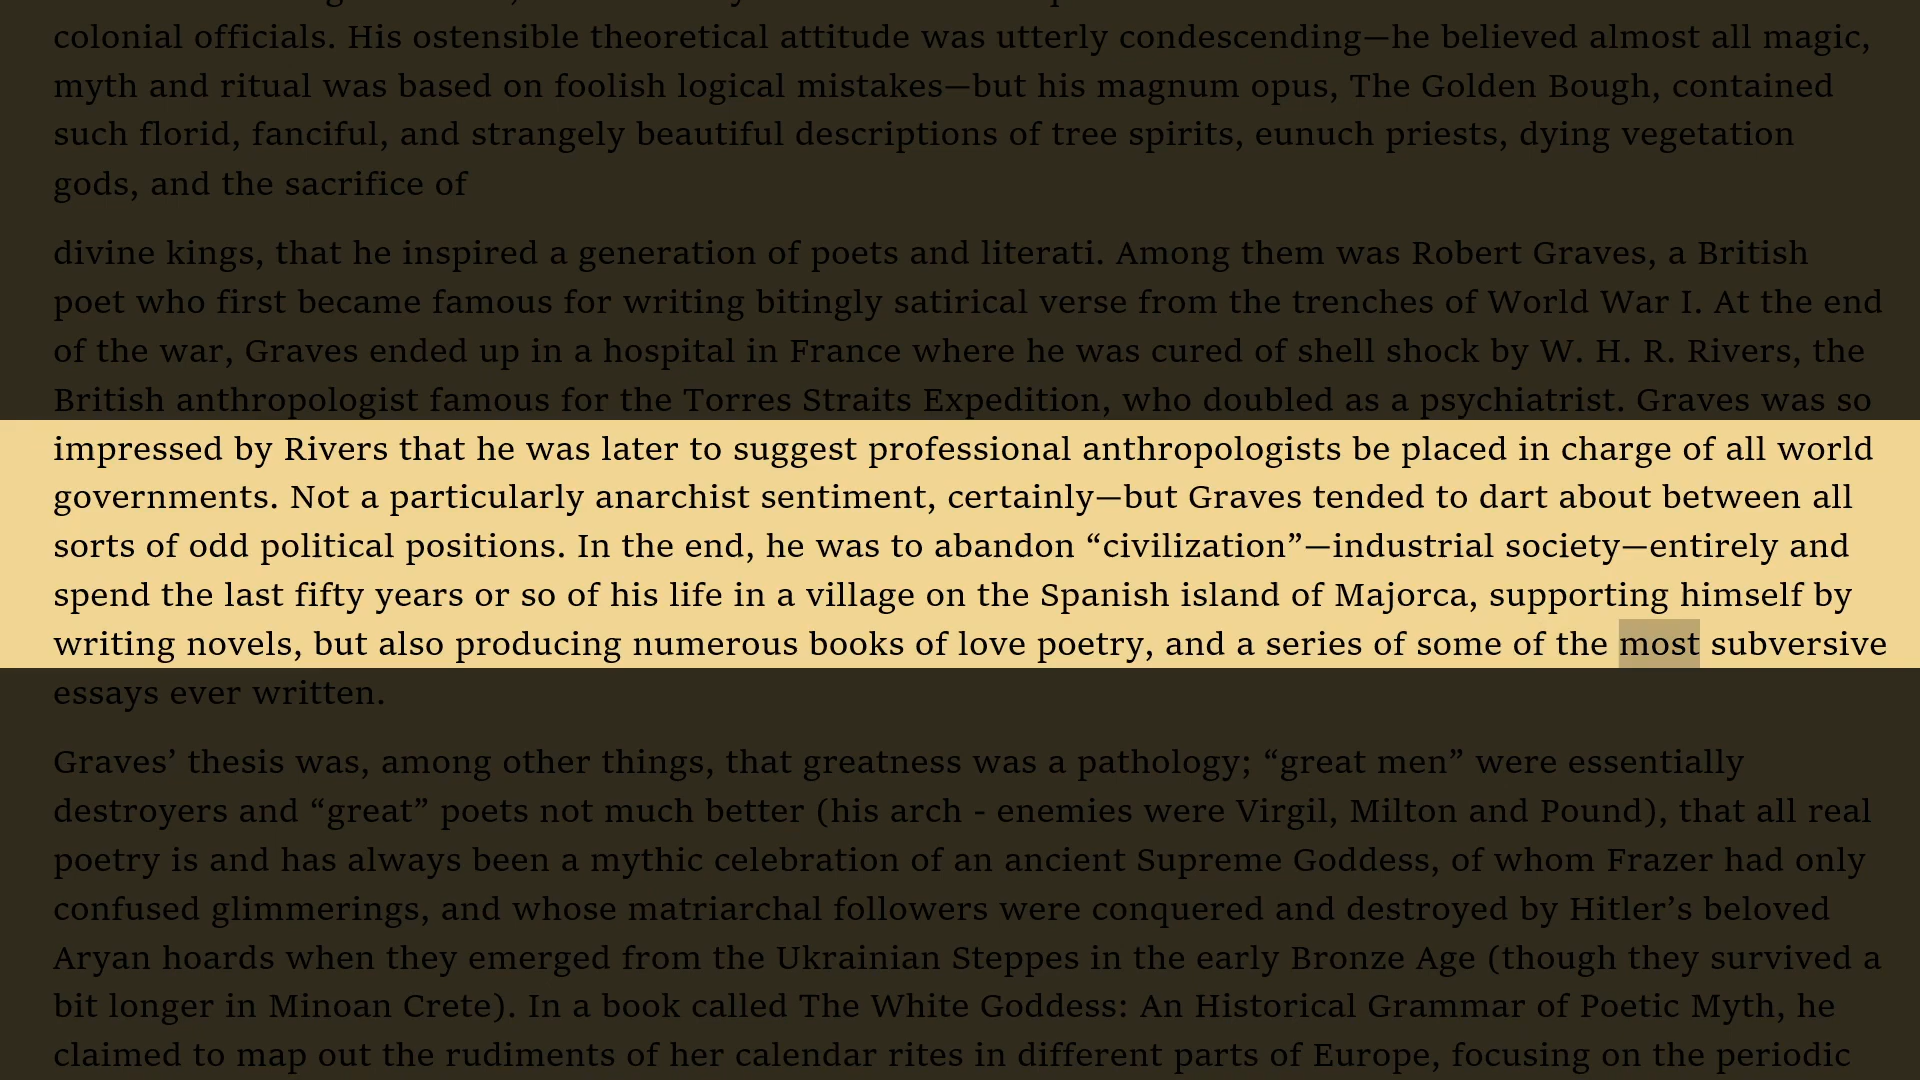 colonial officials. His ostensible theoretical attitude was utterly condescending—he believed almost all magic,
myth and ritual was based on foolish logical mistakes—but his magnum opus, The Golden Bough, contained
such florid, fanciful, and strangely beautiful descriptions of tree spirits, eunuch priests, dying vegetation
gods, and the sacrifice of
divine kings, that he inspired a generation of poets and literati. Among them was Robert Graves, a British
poet who first became famous for writing bitingly satirical verse from the trenches of World War I. At the end
of the war, Graves ended up in a hospital in France where he was cured of shell shock by W. H. R. Rivers, the
British anthropologist famous for the Torres Straits Expedition, who doubled as a psychiatrist. Graves was so
impressed by Rivers that he was later to suggest professional anthropologists be placed in charge of all world
governments. Not a particularly anarchist sentiment, certainly—but Graves tended to dart about between all
sorts of odd political positions. In the end, he was to abandon “civilization”—industrial society—entirely and
spend the last fifty years or so of his life in a village on the Spanish island of Majorca, supporting himself by
writing novels, but also producing numerous books of love poetry, and a series of some of the most subversive
essays ever written.
Graves’ thesis was, among other things, that greatness was a pathology; “great men” were essentially
destroyers and “great” poets not much better (his arch - enemies were Virgil, Milton and Pound), that all real
poetry is and has always been a mythic celebration of an ancient Supreme Goddess, of whom Frazer had only
confused glimmerings, and whose matriarchal followers were conquered and destroyed by Hitler’s beloved
Aryan hoards when they emerged from the Ukrainian Steppes in the early Bronze Age (though they survived a
bit longer in Minoan Crete). In a book called The White Goddess: An Historical Grammar of Poetic Myth, he
claimed to map out the rudiments of her calendar rites in different parts of Europe, focusing on the periodic